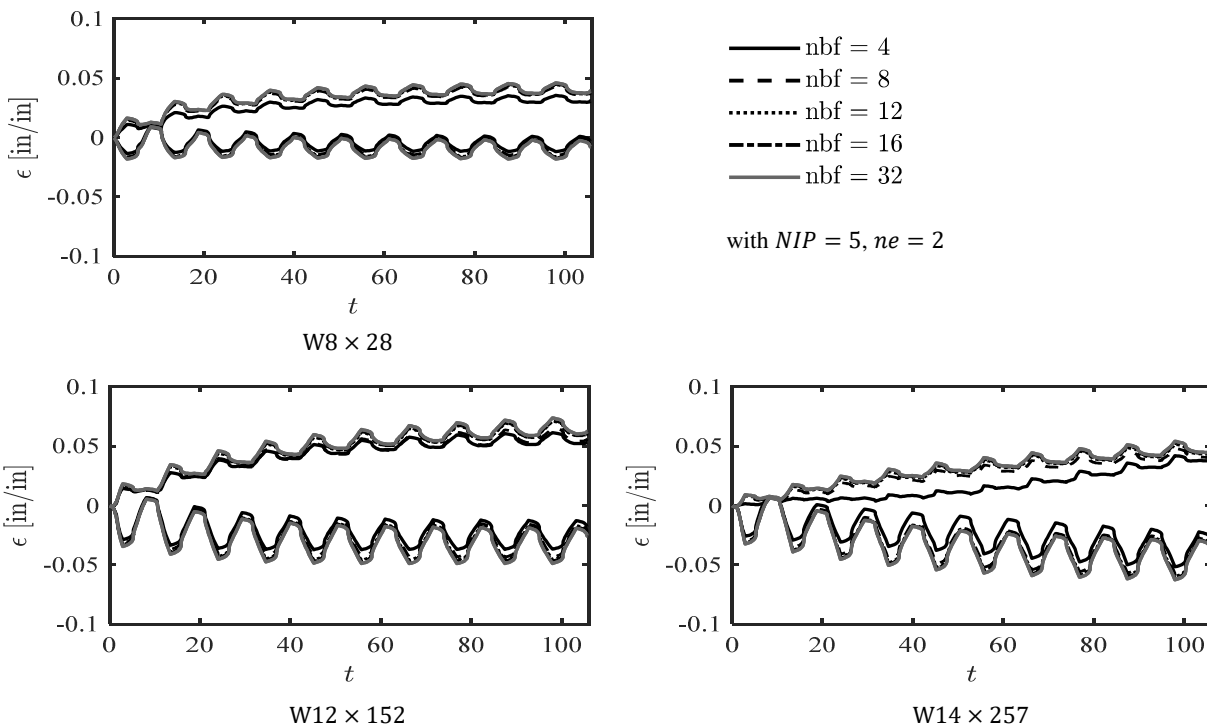 0.1
0.05
0
-0.05
-0.1
ϵ [in/in]
0 20 40 60 80 100
t
W8 × 28
nbf = 4
nbf = 8
nbf = 12
nbf = 16
nbf = 32
with NIP = 5, ne = 2
0.1
0.05
0
-0.05
-0.1
ϵ [in/in]
0 20 40 60 80 100
t
W12 × 152
0.1
0.05
0
-0.05
-0.1
ϵ [in/in]
0 20 40 60 80 100
t
W14 × 257